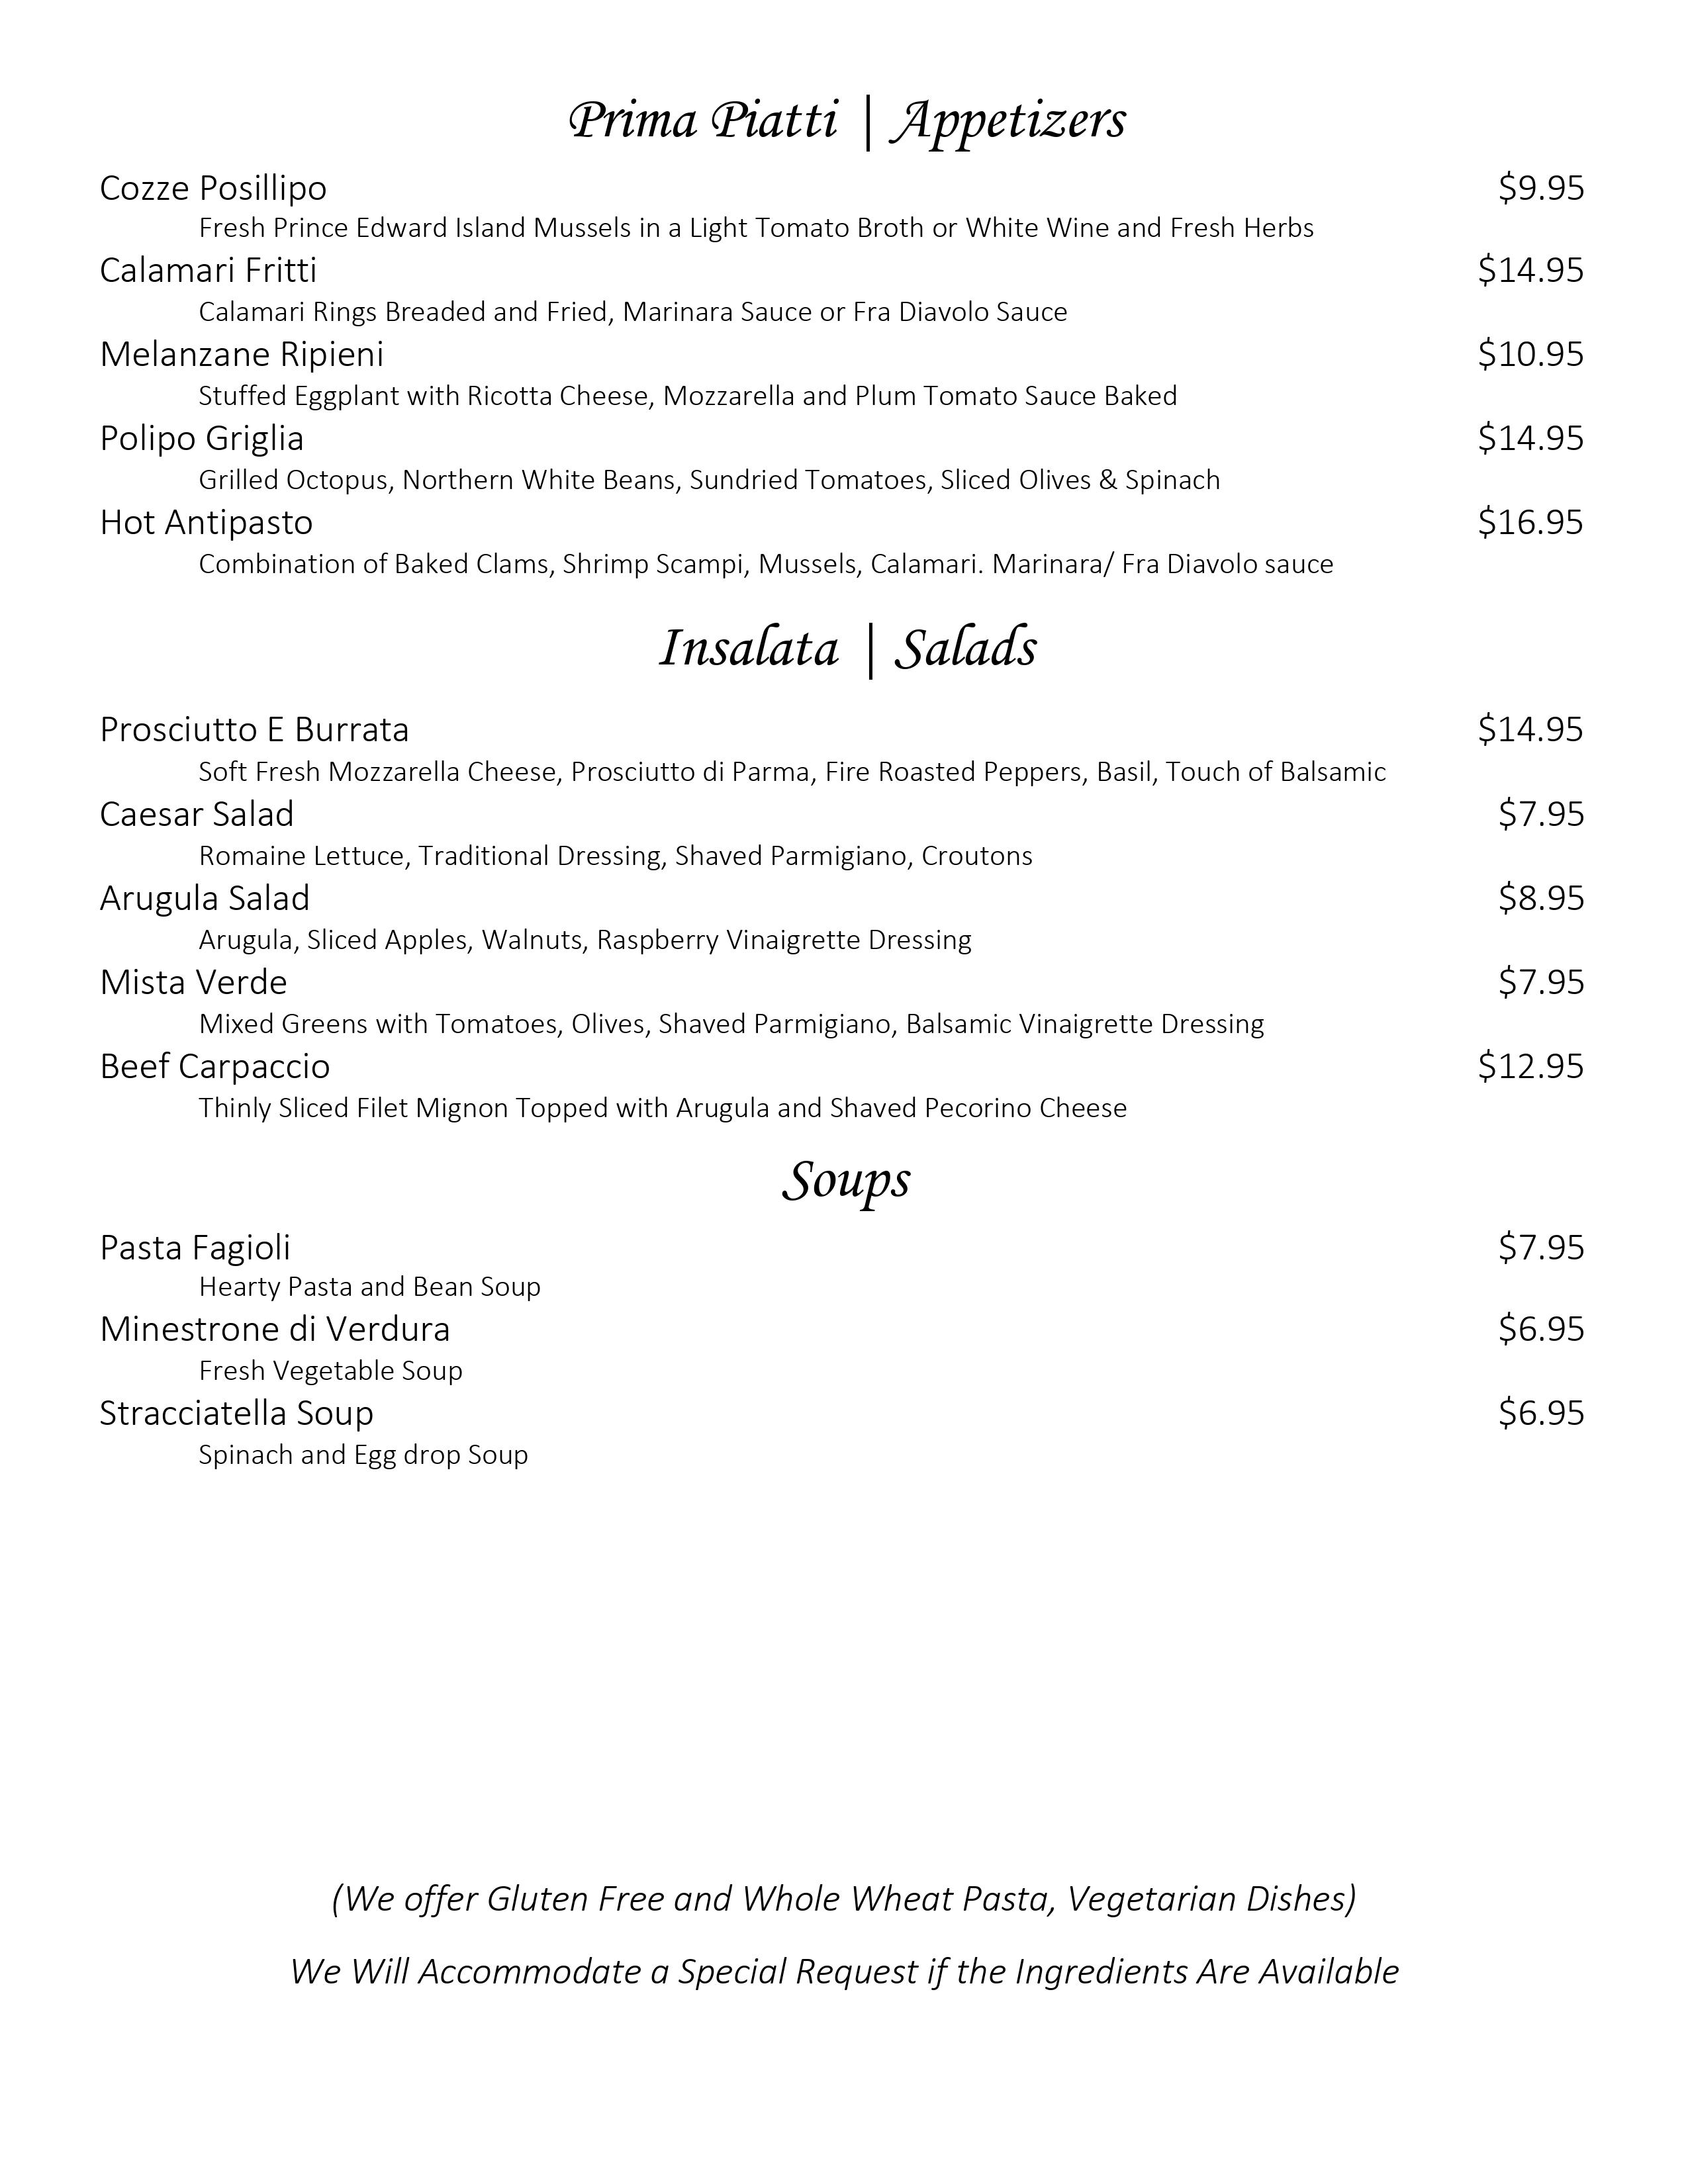 Prima Piatti | Appetizers
Cozze Posillipo $9.95
Fresh Prince Edward Island Mussels in a Light Tomato Broth or White Wine and Fresh Herbs
Calamari Fritti $14.95
Calamari Rings Breaded and Fried, Marinara Sauce or Fra Diavolo Sauce
Melanzane Ripieni $10.95
Stuffed Eggplant with Ricotta Cheese, Mozzarella and Plum Tomato Sauce Baked
Polipo Griglia $14.95
Grilled Octopus, Northern White Beans, Sundried Tomatoes, Sliced Olives & Spinach
Hot Antipasto $16.95
Combination of Baked Clams, Shrimp Scampi, Mussels, Calamari. Marinara/ Fra Diavolo sauce
Insalata | Salads
Prosciutto E Burrata $14.95
Soft Fresh Mozzarella Cheese, Prosciutto di Parma, Fire Roasted Peppers, Basil, Touch of Balsamic
Caesar Salad $7.95
Romaine Lettuce, Traditional Dressing, Shaved Parmigiano, Croutons
Arugula Salad $8.95
Arugula, Sliced Apples, Walnuts, Raspberry Vinaigrette Dressing
Mista Verde $7.95
Mixed Greens with Tomatoes, Olives, Shaved Parmigiano, Balsamic Vinaigrette Dressing
Beef Carpaccio $12.95
Thinly Sliced Filet Mignon Topped with Arugula and Shaved Pecorino Cheese
Soups
Pasta Fagioli $7.95
Hearty Pasta and Bean Soup
Minestrone di Verdura $6.95
Fresh Vegetable Soup
Stracciatella Soup $6.95
Spinach and Egg drop Soup
(We offer Gluten Free and Whole Wheat Pasta, Vegetarian Dishes)
We Will Accommodate a Special Request if the Ingredients Are Available